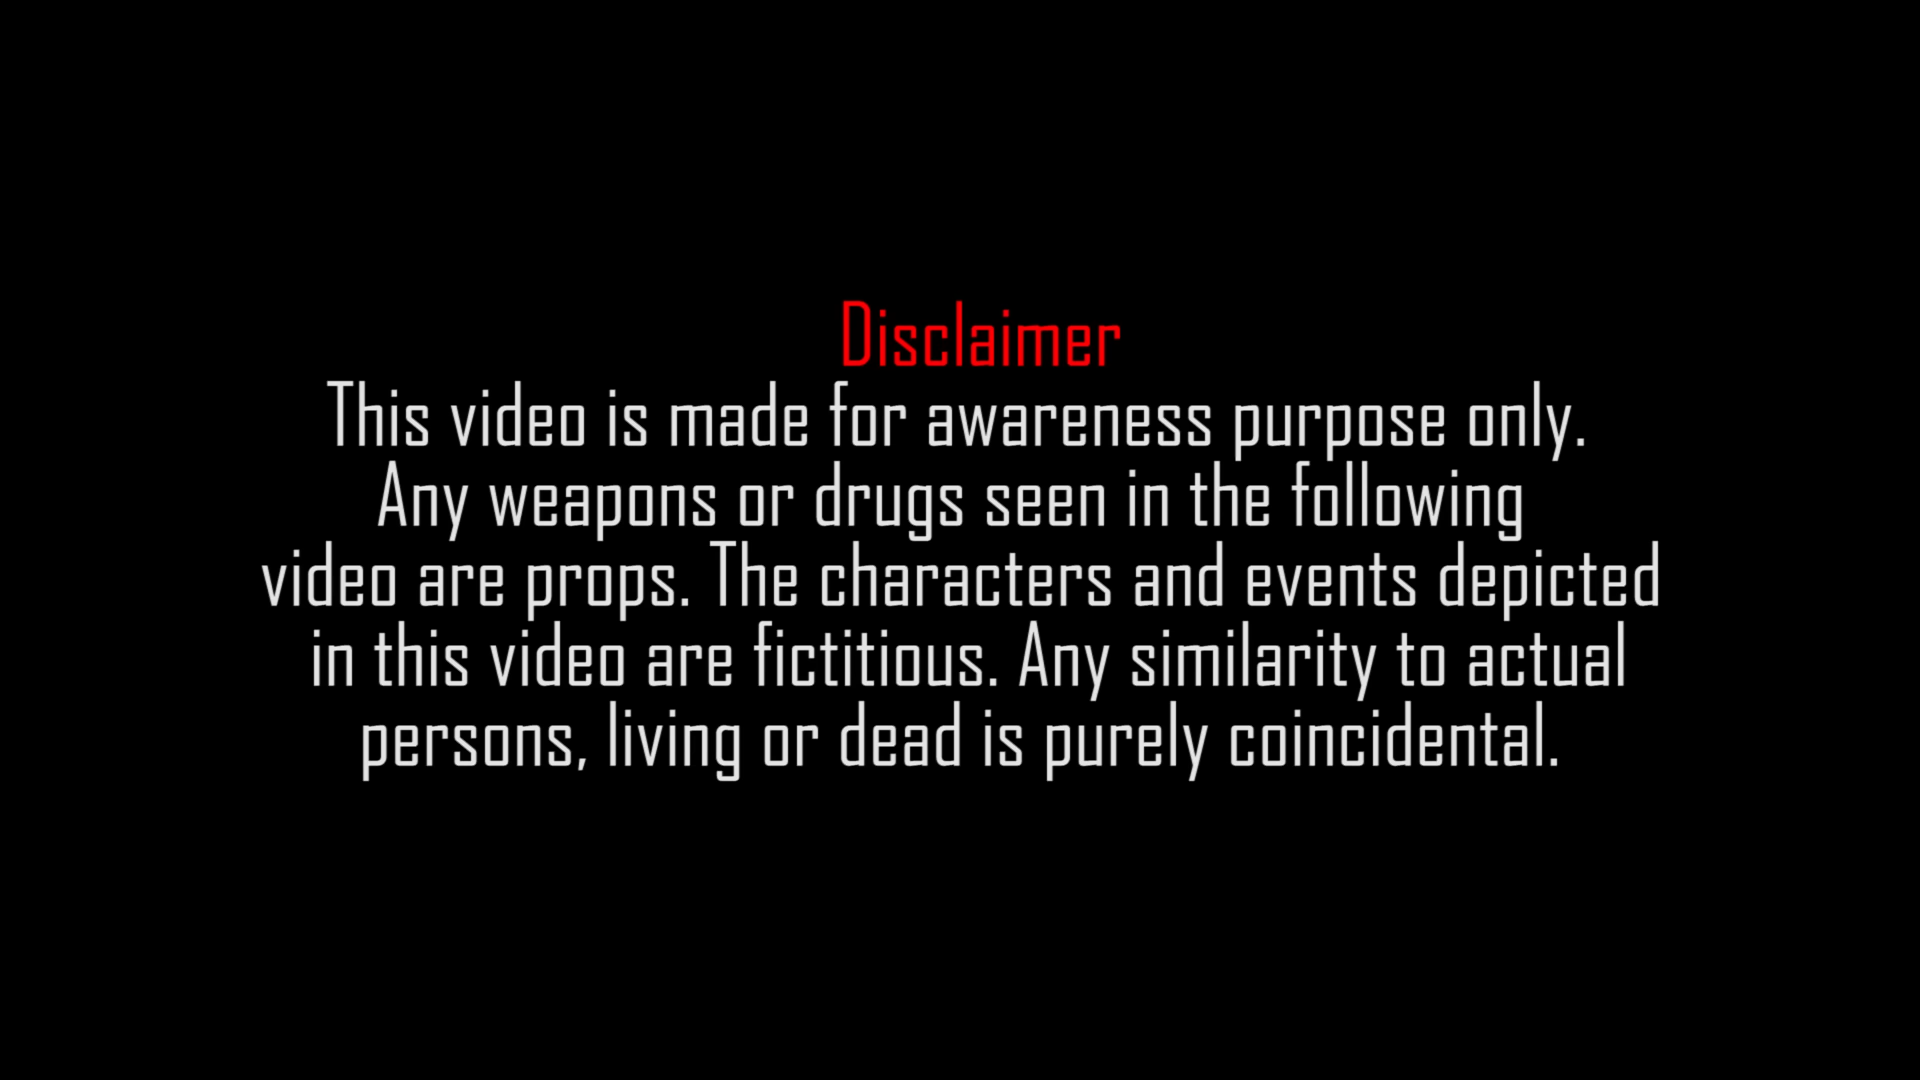 Disclaimer
This video is made for awareness purpose only.
Any weapons or drugs seen in the following
video are props. The characters and events depicted
in this video are fictitious. Any similarity to actual
persons, living or dead is purely coincidental.